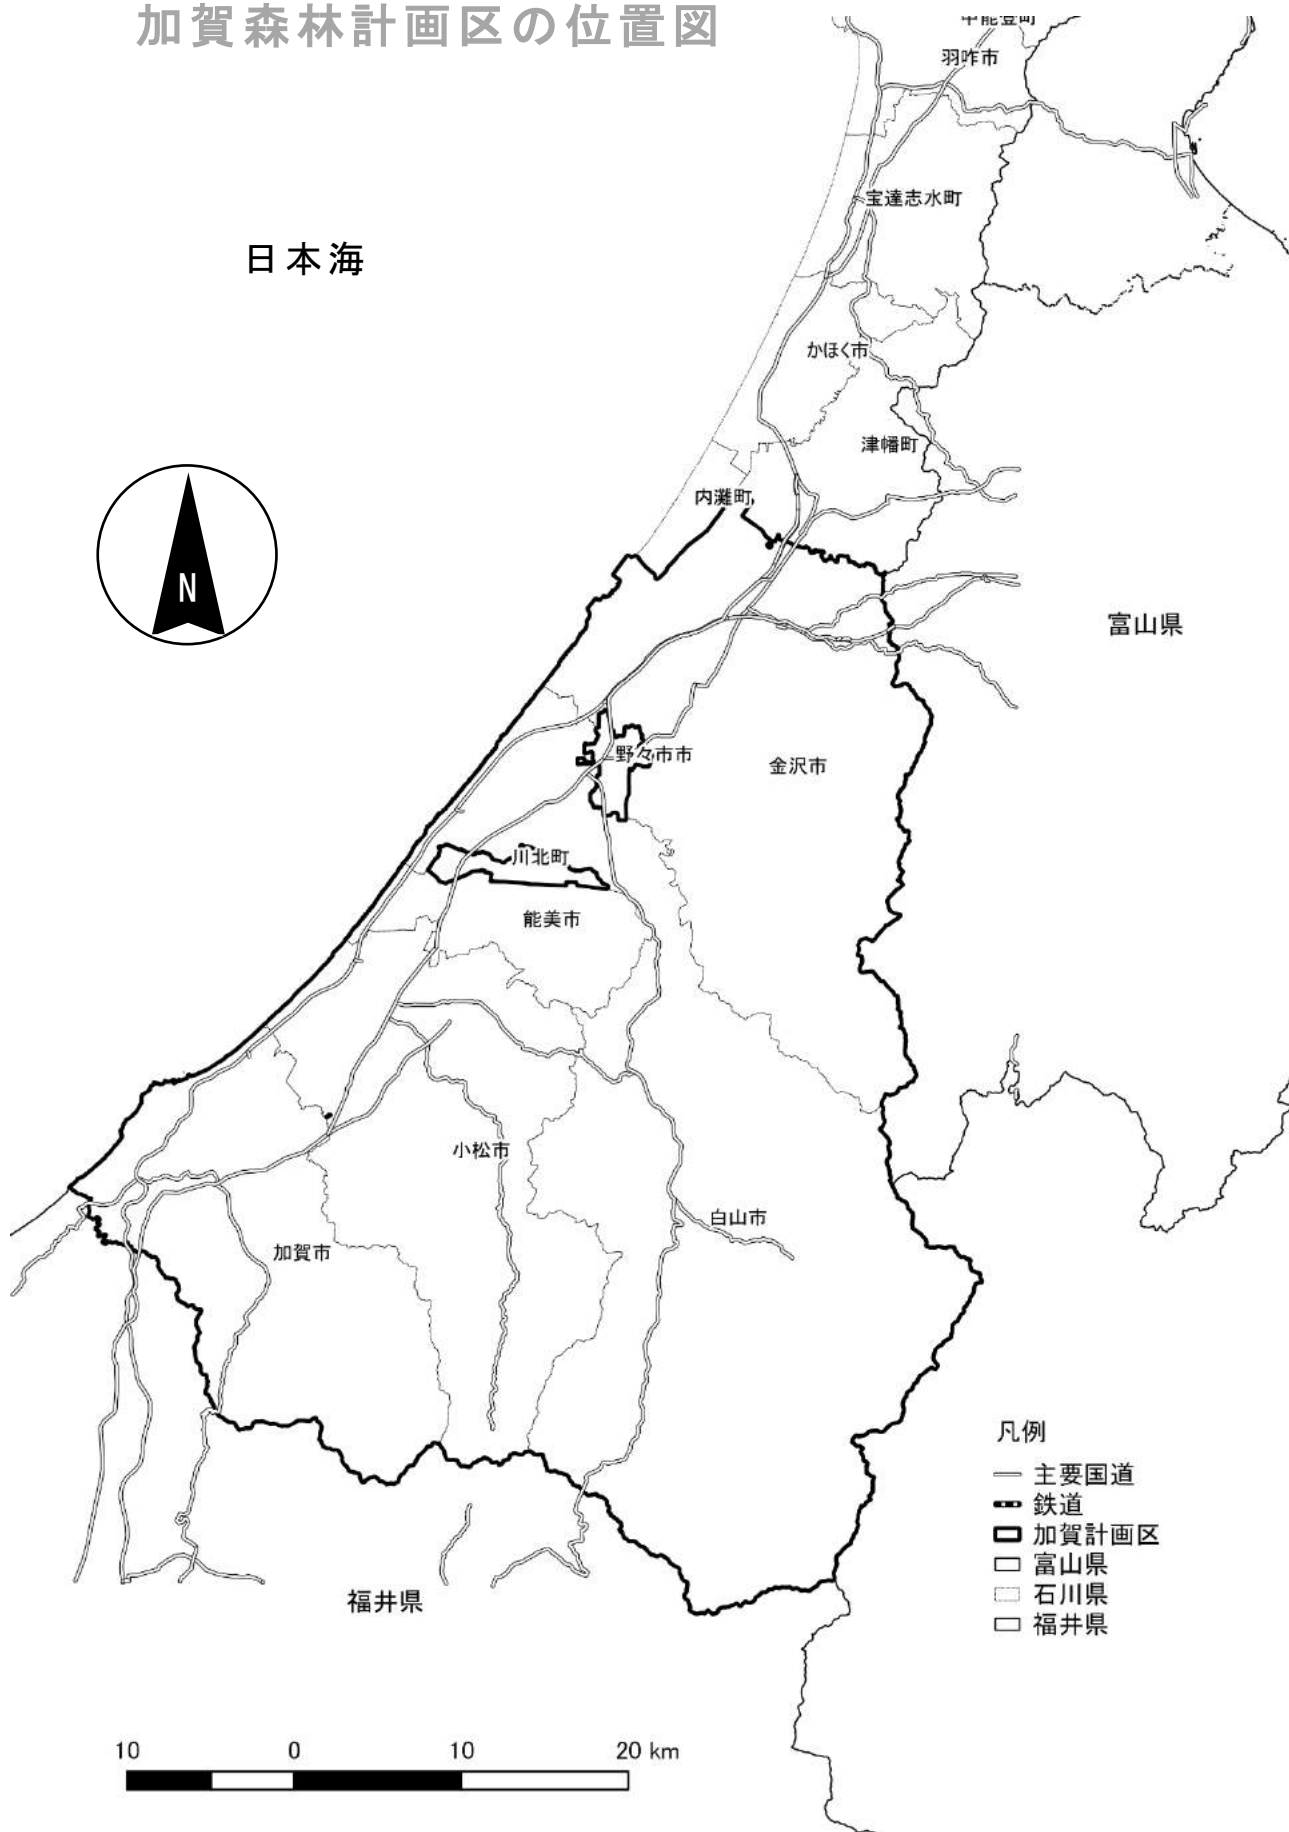 加賀森林計画区の位置図
中能登町
羽咋市
宝達志水町
日本海
かほく市
津幡町
内灘町
N
富山県
野々市市
金沢市
川北町
能美市
小松市
白山市
加賀市
凡例
主要国道
鉄道
加賀計画区
富山県
石川県
福井県
福井県
10 0 10 20 km